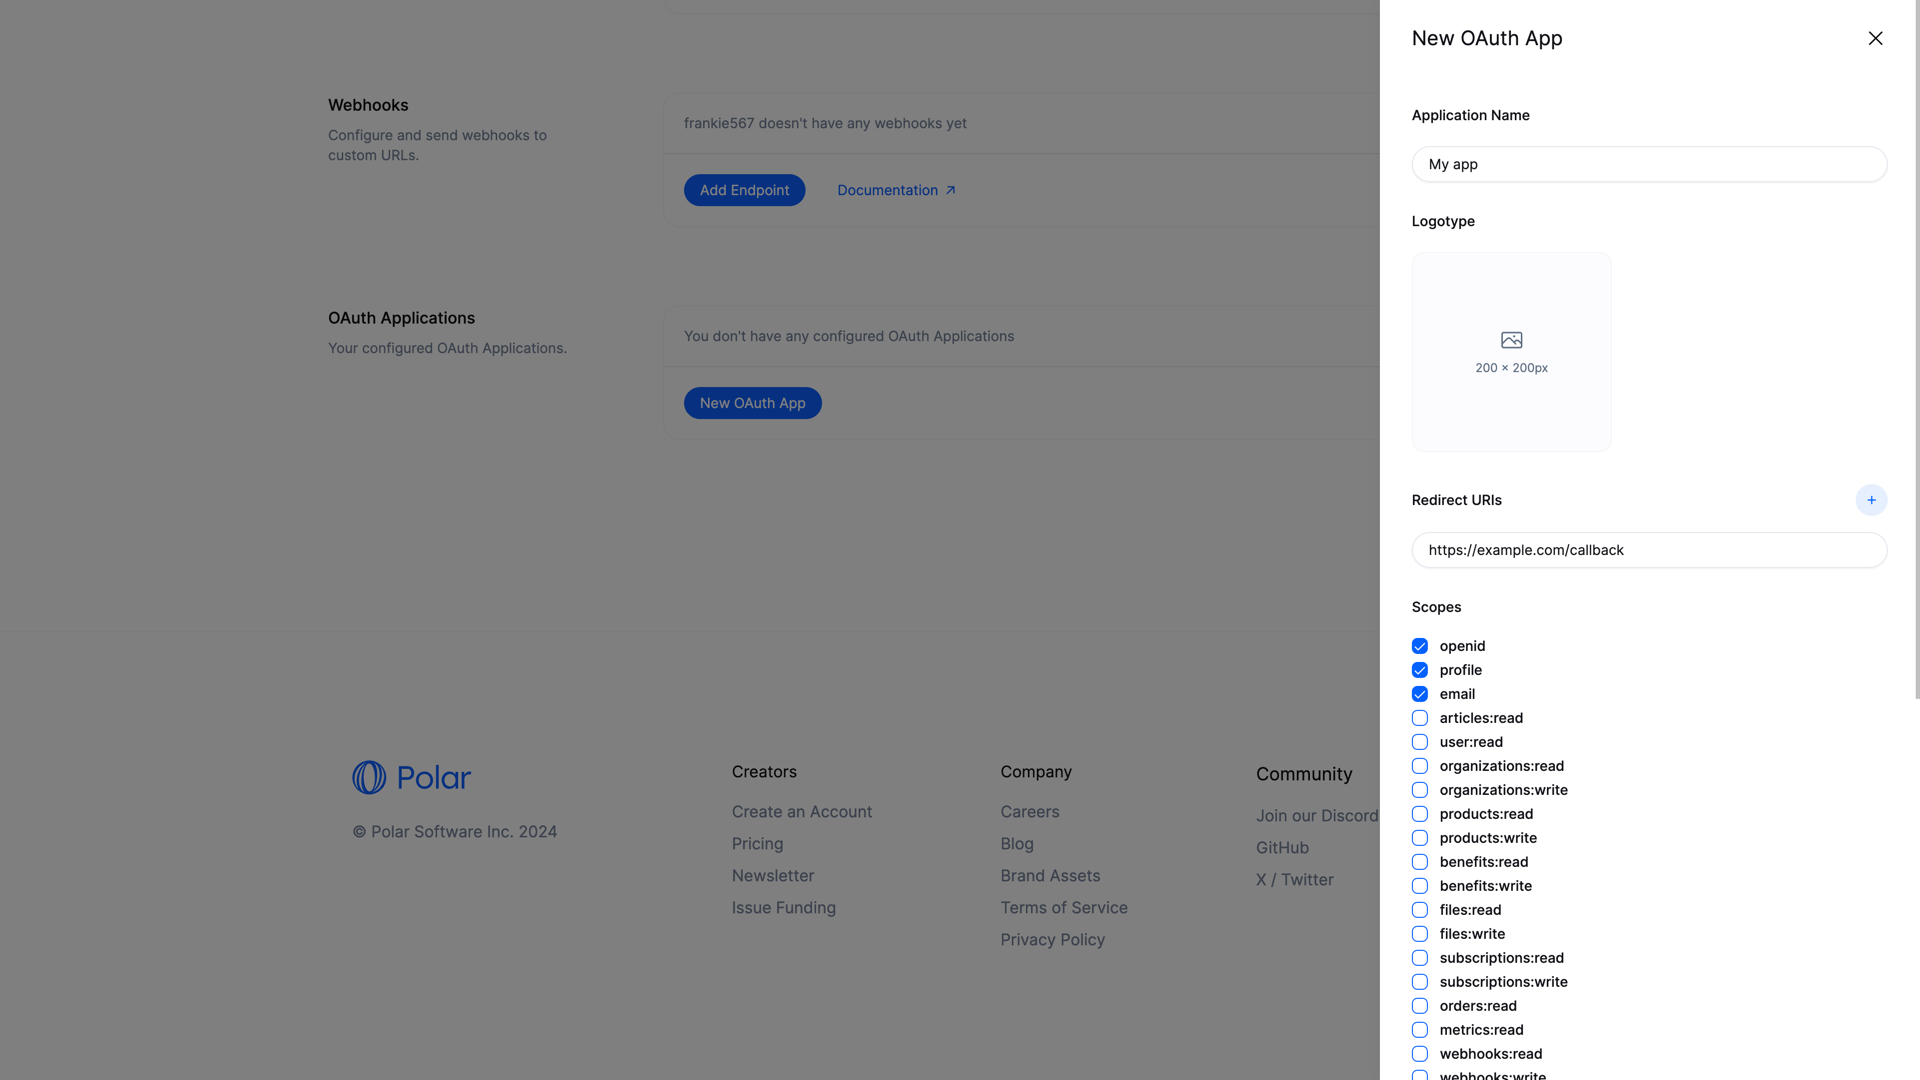 Webhooks
Configure and send webhooks to
custom URLs.
frankie567 doesn't have any webhooks yet
Add Endpoint
Documentation
OAuth Applications
Your configured OAuth Applications.
You don't have any configured OAuth Applications
New OAuth App
Polar
© Polar Software Inc. 2024
Creators
Create an Account
Pricing
Newsletter
Issue Funding
Company
Careers
Blog
Brand Assets
Terms of Service
Privacy Policy
Community
Join our Discord
GitHub
X / Twitter
New OAuth App
Application Name
My app
Logotype
200 × 200px
Redirect URIs
+
https://example.com/callback
Scopes
openid
profile
email
articles:read
user:read
organizations:read
organizations:write
products:read
products:write
benefits:read
benefits:write
files:read
files:write
subscriptions:read
subscriptions:write
orders:read
metrics:read
webhooks:read
webhooks:write